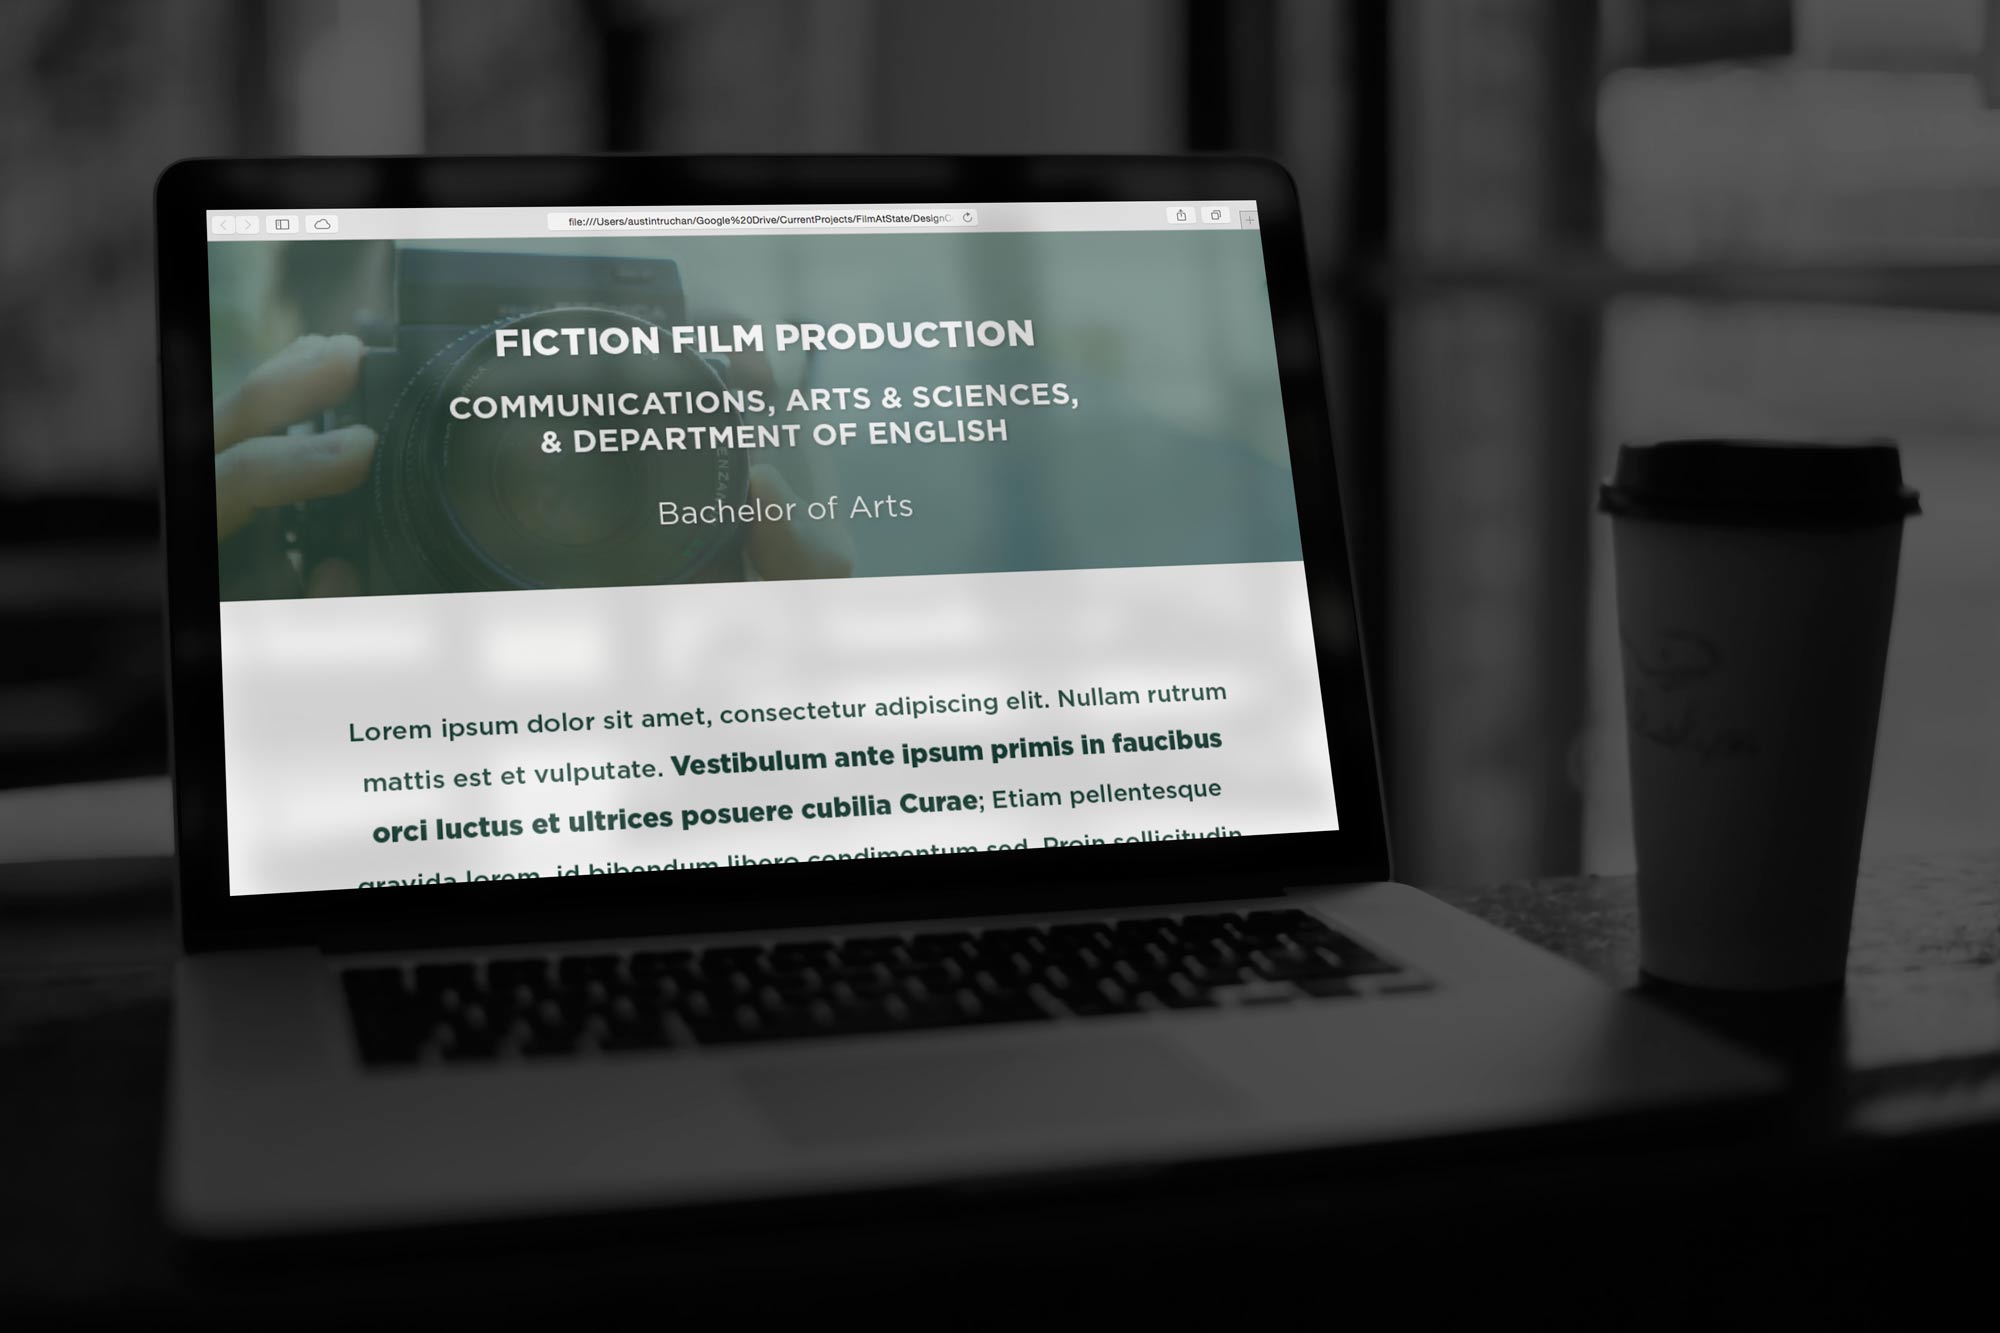 file:///Users/austintruchan/Google%20Drive/CurrentProjects/FilmAtState/DesignC
FICTION FILM PRODUCTION
COMMUNICATIONS, ARTS & SCIENCES,
& DEPARTMENT OF ENGLISH
Bachelor of Arts
Lorem ipsum dolor sit amet, consectetur adipiscing elit. Nullam rutrum
mattis est et vulputate. Vestibulum ante ipsum primis in faucibus
orci luctus et ultrices posuere cubilia Curae; Etiam pellentesque
gravida lorem, id bibendum libero condimentum sed. Proin sollicitudin